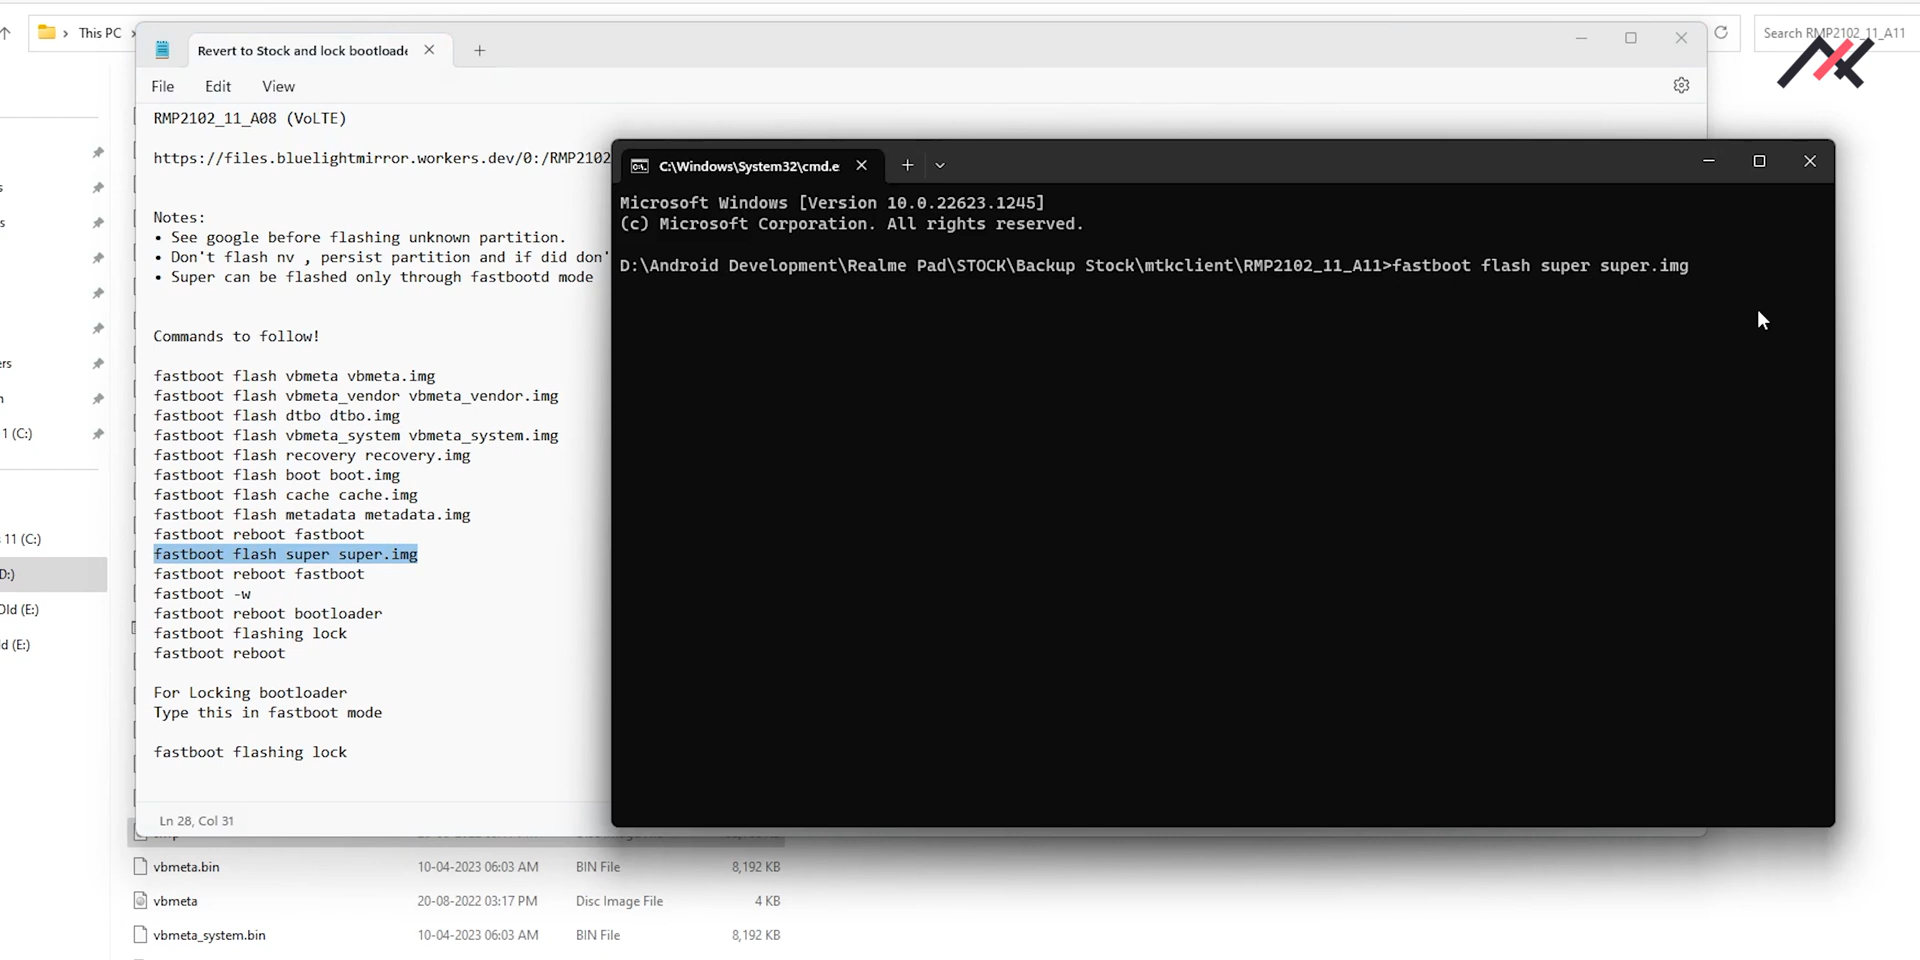 This PC
Search RMP2102_11_A11
Revert to Stock and lock bootloade
File Edit View
RMP2102_11_A08 (VoLTE)
https://files.bluelightmirror.workers.dev/0:/RMP2102
Notes:
• See google before flashing unknown partition.
• Don't flash nv , persist partition and if did don'
• Super can be flashed only through fastbootd mode
Commands to follow!
fastboot flash vbmeta vbmeta.img
fastboot flash vbmeta_vendor vbmeta_vendor.img
fastboot flash dtbo dtbo.img
fastboot flash vbmeta_system vbmeta_system.img
fastboot flash recovery recovery.img
fastboot flash boot boot.img
fastboot flash cache cache.img
fastboot flash metadata metadata.img
fastboot reboot fastboot
fastboot flash super super.img
fastboot reboot fastboot
fastboot -w
fastboot reboot bootloader
fastboot flashing lock
fastboot reboot
For Locking bootloader
Type this in fastboot mode
fastboot flashing lock
Ln 28, Col 31
C:\Windows\System32\cmd.e
Microsoft Windows [Version 10.0.22623.1245]
(c) Microsoft Corporation. All rights reserved.
D:\Android Development\Realme Pad\STOCK\Backup Stock\mtkclient\RMP2102_11_A11>fastboot flash super super.img
1 (C:)
11 (C:)
D:)
Old (E:)
d (E:)
vbmeta.bin 10-04-2023 06:03 AM BIN File 8,192 KB
vbmeta 20-08-2022 03:17 PM Disc Image File 4 KB
vbmeta_system.bin 10-04-2023 06:03 AM BIN File 8,192 KB